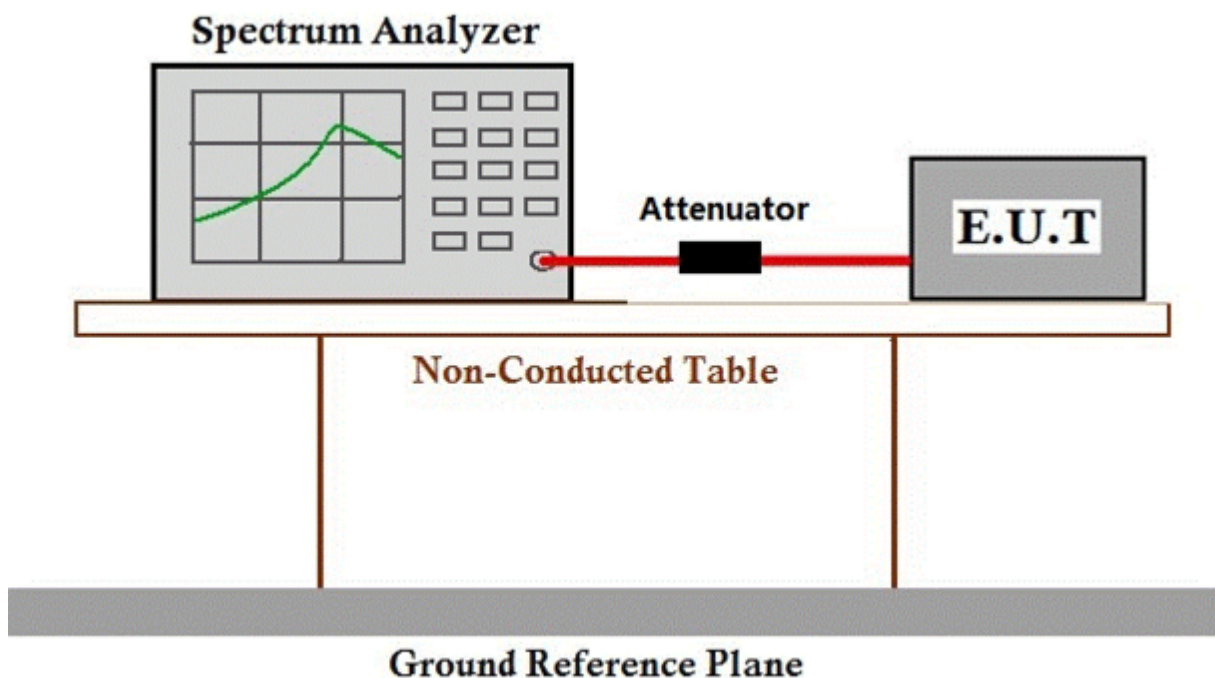 Spectrum Analyzer
Attenuator
E.U.T
Non-Conducted Table
Ground Reference Plane